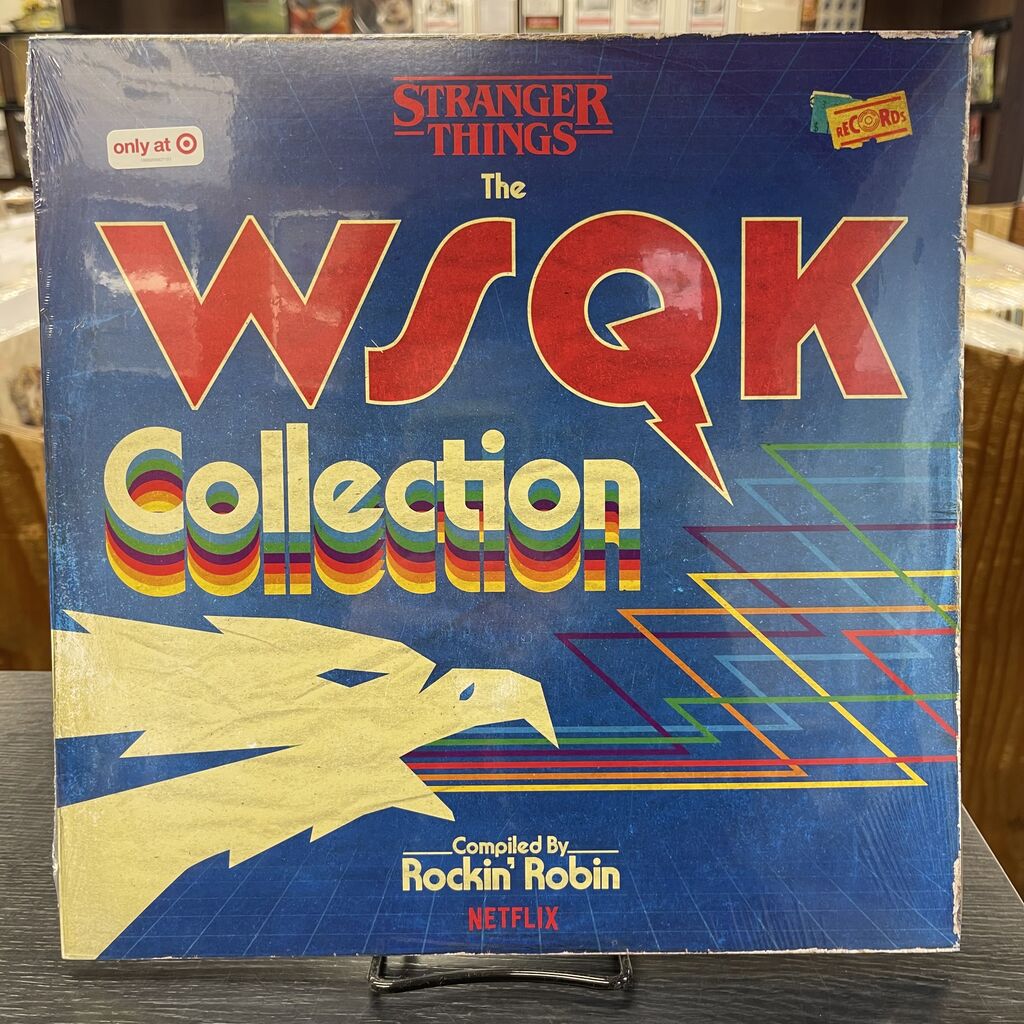 STRANGER
THINGS
only at
RECORDS
The
WSQK
Collection
Compiled By
Rockin' Robin
NETFLIX